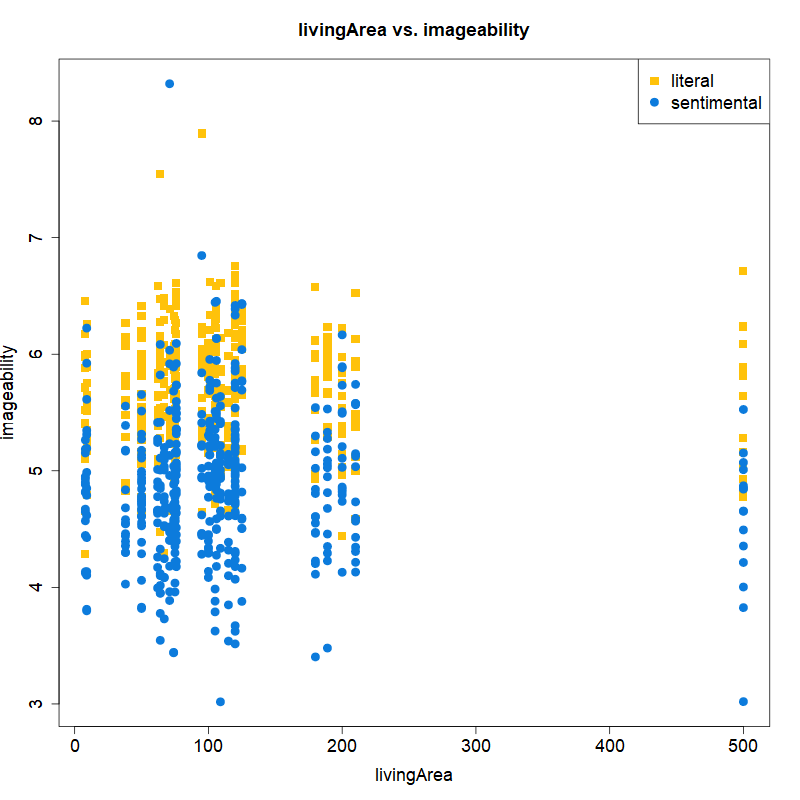 livingArea vs. imageability
literal
sentimental
imageability
8
7
6
5
4
3
0 100 200 300 400 500
livingArea